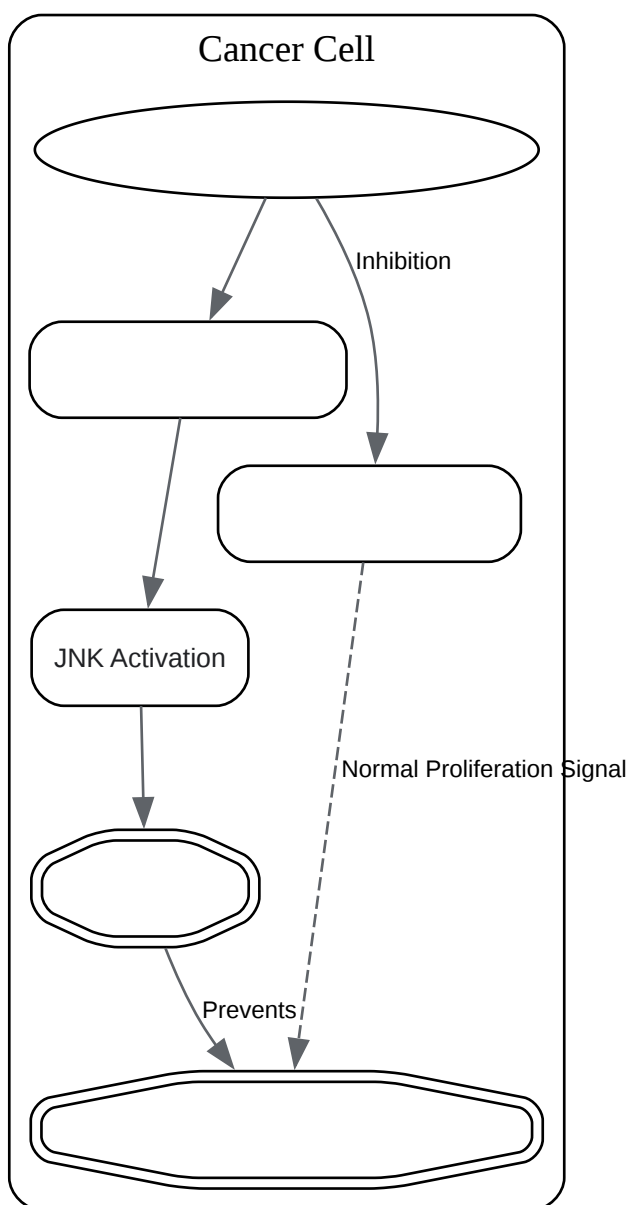 Cancer Cell
Inhibition
JNK Activation
Normal Proliferation Signal
Prevents